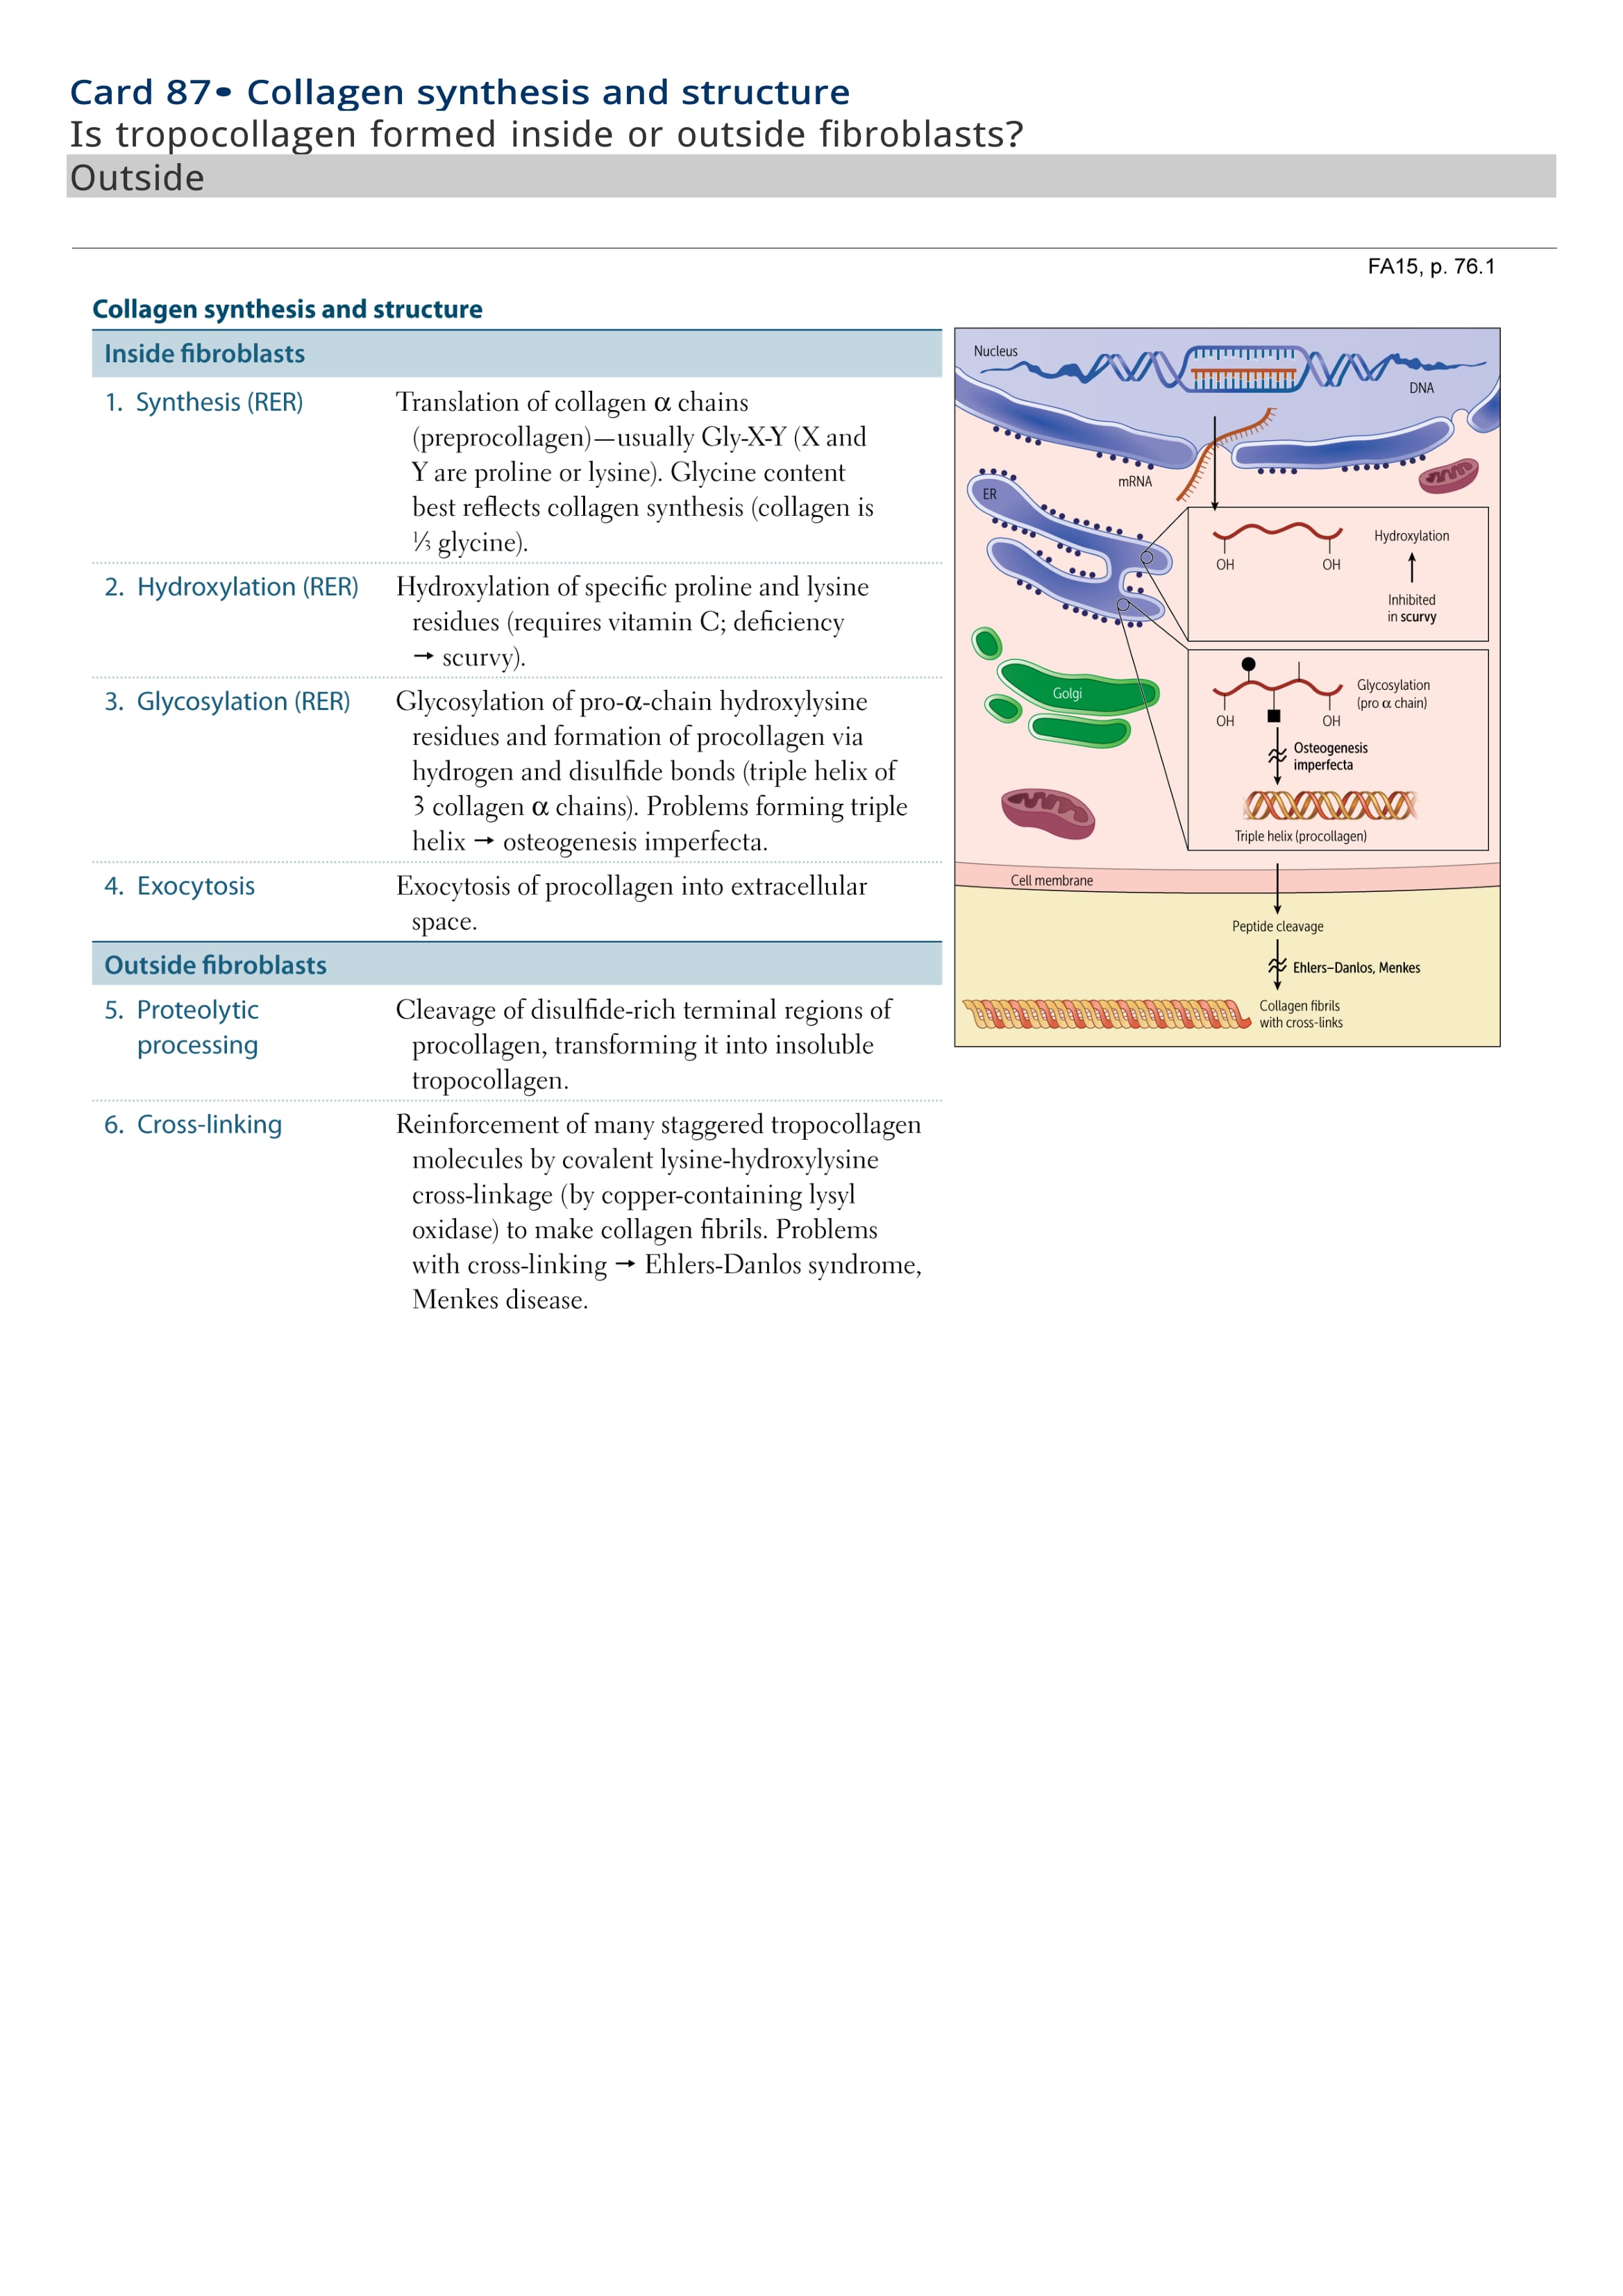 Card 87• Collagen synthesis and structure
Is tropocollagen formed inside or outside fibroblasts?
Outside
FA15, p. 76.1
Collagen synthesis and structure
Inside fibroblasts
1. Synthesis (RER)
Translation of collagen α chains
(preprocollagen)—usually Gly-X-Y (X and
Y are proline or lysine). Glycine content
best reflects collagen synthesis (collagen is
⅓ glycine).
2. Hydroxylation (RER)
Hydroxylation of specific proline and lysine
residues (requires vitamin C; deficiency
→ scurvy).
3. Glycosylation (RER)
Glycosylation of pro-α-chain hydroxylysine
residues and formation of procollagen via
hydrogen and disulfide bonds (triple helix of
3 collagen α chains). Problems forming triple
helix → osteogenesis imperfecta.
4. Exocytosis
Exocytosis of procollagen into extracellular
space.
Outside fibroblasts
5. Proteolytic
processing
Cleavage of disulfide-rich terminal regions of
procollagen, transforming it into insoluble
tropocollagen.
6. Cross-linking
Reinforcement of many staggered tropocollagen
molecules by covalent lysine-hydroxylysine
cross-linkage (by copper-containing lysyl
oxidase) to make collagen fibrils. Problems
with cross-linking → Ehlers-Danlos syndrome,
Menkes disease.
Nucleus
DNA
mRNA
ER
Hydroxylation
OH
OH
Inhibited
in scurvy
Golgi
Glycosylation
(pro α chain)
OH
OH
Osteogenesis
imperfecta
Triple helix (procollagen)
Cell membrane
Peptide cleavage
Ehlers–Danlos, Menkes
Collagen fibrils
with cross-links